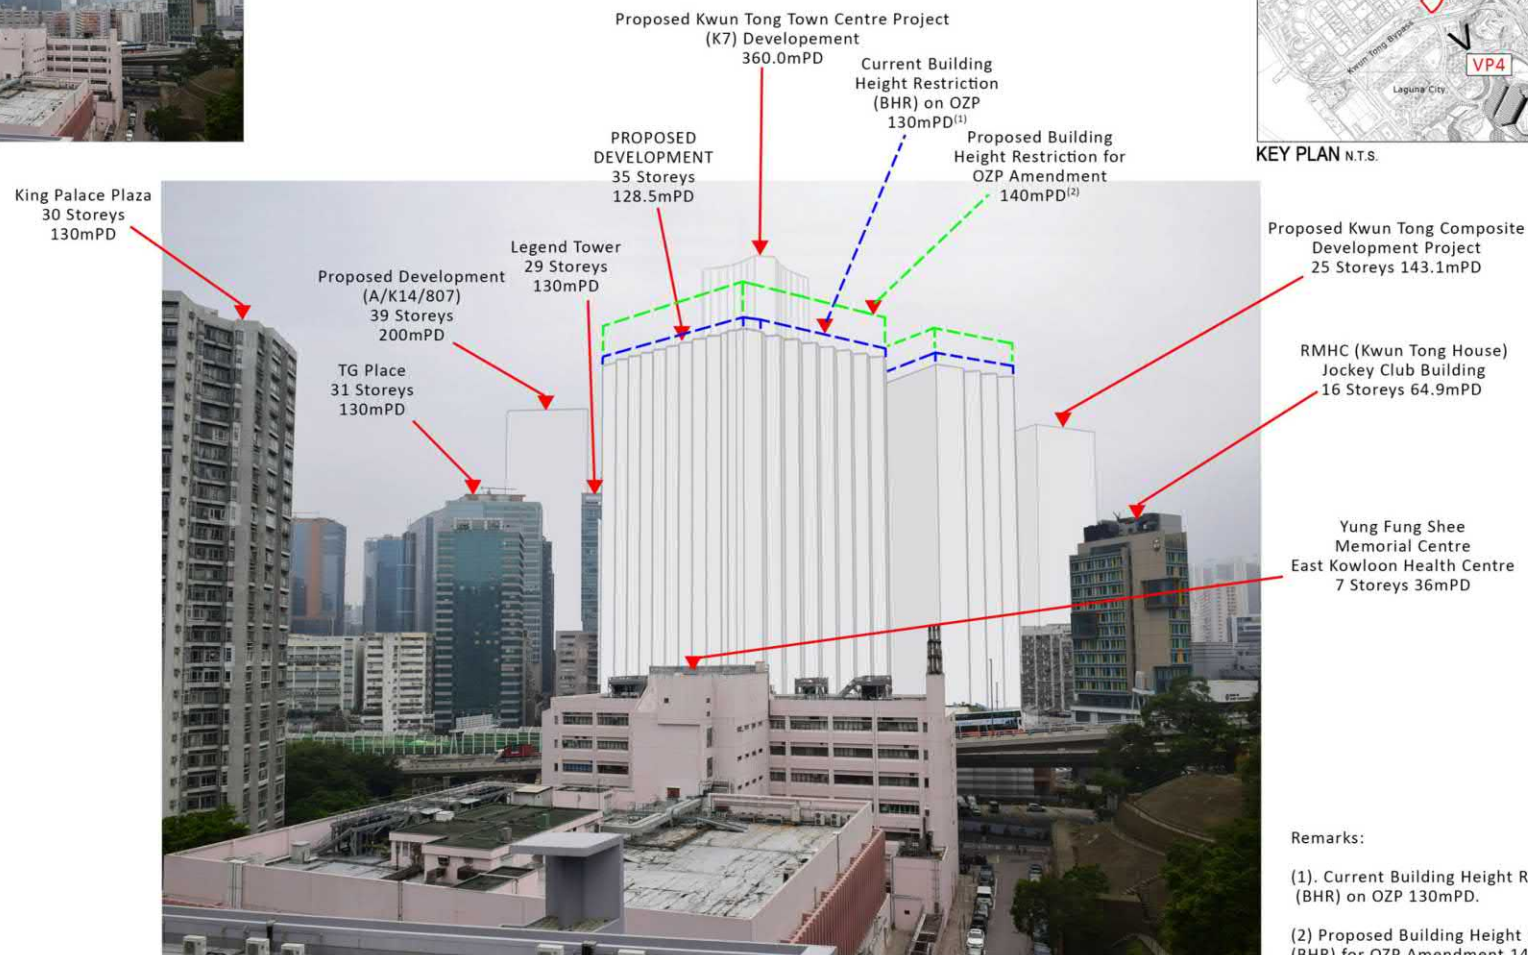 Proposed Kwun Tong Town Centre Project
(K7) Developement
360.0mPD
Current Building
Height Restriction
(BHR) on OZP
130mPD(1)
Proposed Building
Height Restriction for
OZP Amendment
140mPD(2)
PROPOSED
DEVELOPMENT
35 Storeys
128.5mPD
Kwun Tong Bypass
VP4
Laguna City
KEY PLAN N.T.S.
King Palace Plaza
30 Storeys
130mPD
Legend Tower
29 Storeys
130mPD
Proposed Development
(A/K14/807)
39 Storeys
200mPD
TG Place
31 Storeys
130mPD
Proposed Kwun Tong Composite
Development Project
25 Storeys 143.1mPD
RMHC (Kwun Tong House)
Jockey Club Building
16 Storeys 64.9mPD
Yung Fung Shee
Memorial Centre
East Kowloon Health Centre
7 Storeys 36mPD
Remarks:
(1). Current Building Height R
(BHR) on OZP 130mPD.
(2) Proposed Building Height
(BHR) for OZP Amendment 14